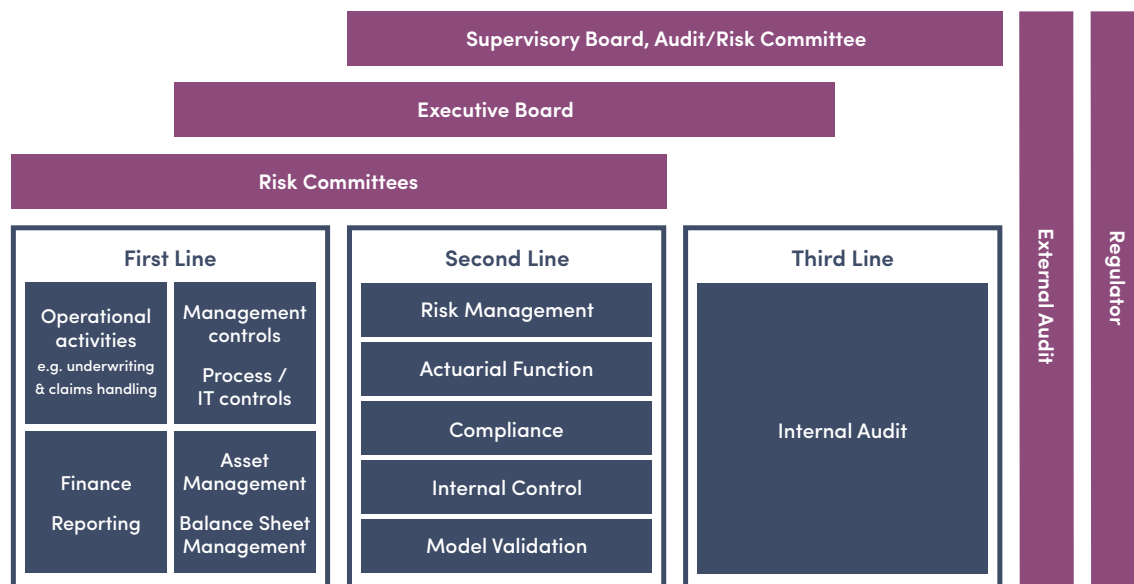 Supervisory Board, Audit/Risk Committee
Executive Board
Risk Committees
First Line
Operational
activities
e.g. underwriting
& claims handling
Management
controls
Process /
IT controls
Finance
Reporting
Asset
Management
Balance Sheet
Management
Second Line
Risk Management
Actuarial Function
Compliance
Internal Control
Model Validation
Third Line
Internal Audit
External Audit
Regulator